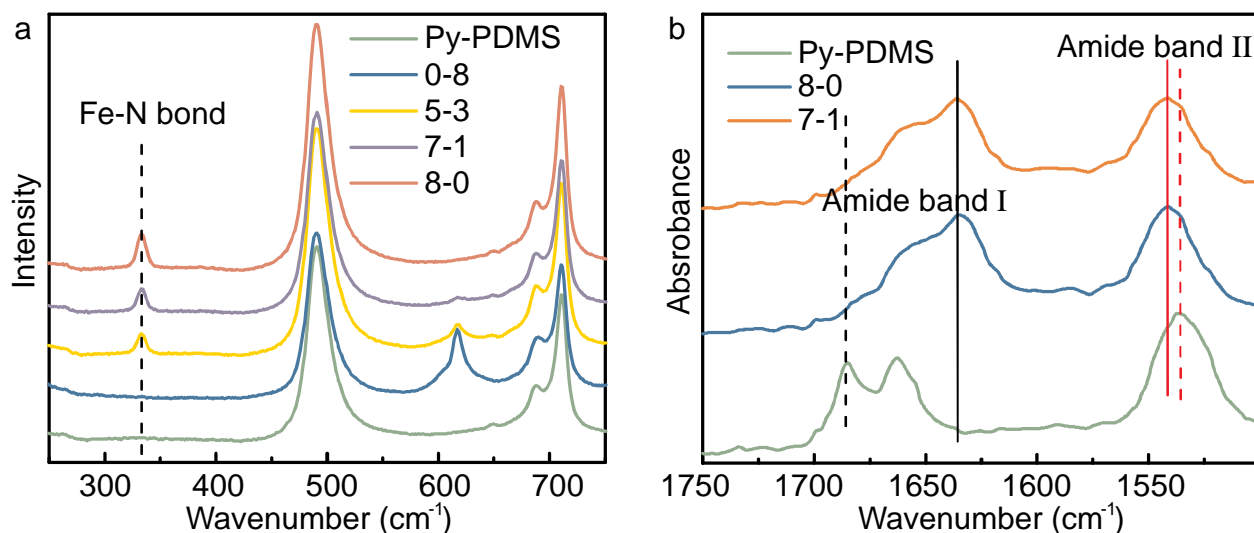 a
Py-PDMS
0-8
5-3
7-1
8-0
Fe-N bond
Intensity
300 400 500 600 700
Wavenumber (cm-1)
b
Py-PDMS
8-0
7-1
Amide band II
Amide band I
Absrobance
1750 1700 1650 1600 1550
Wavenumber (cm-1)